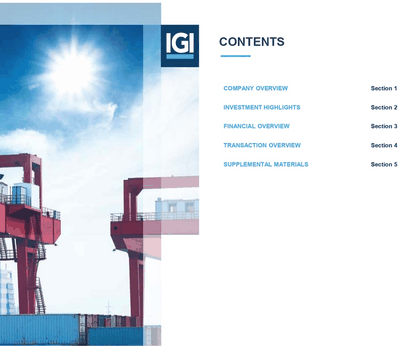 IGI
CONTENTS
COMPANY OVERVIEW Section 1
INVESTMENT HIGHLIGHTS Section 2
FINANCIAL OVERVIEW Section 3
TRANSACTION OVERVIEW Section 4
SUPPLEMENTAL MATERIALS Section 5